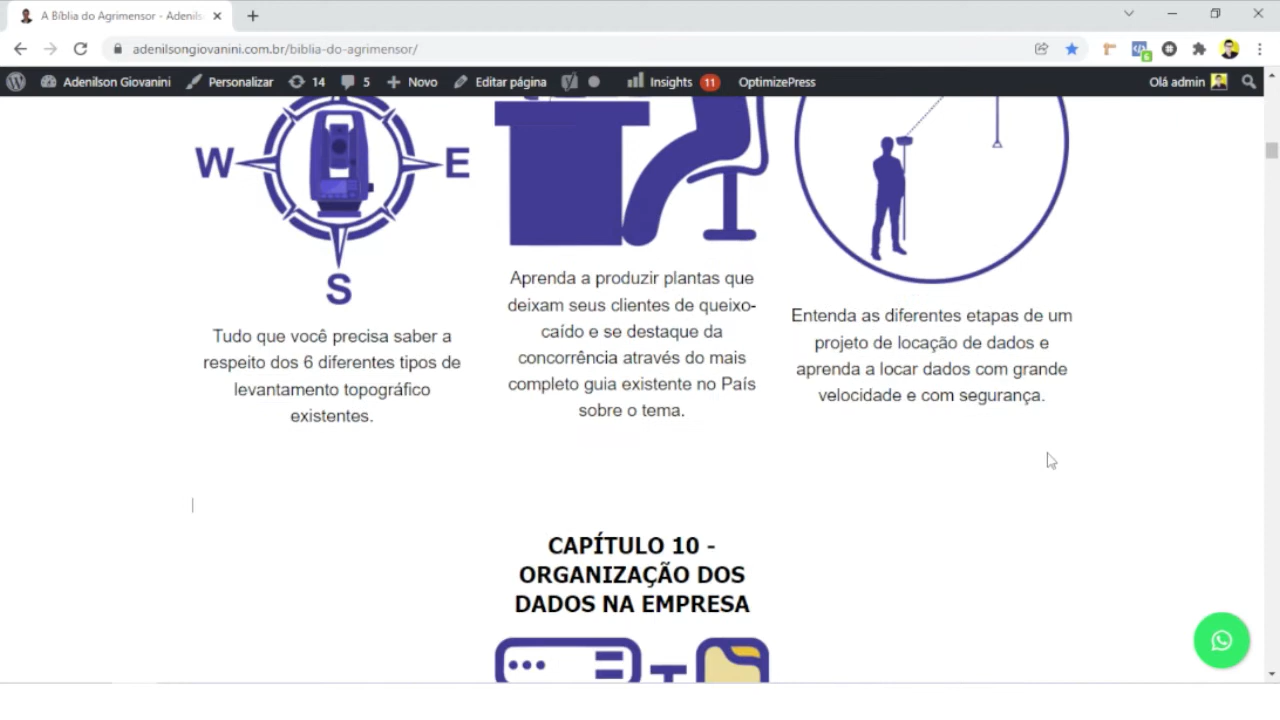 A Bíblia do Agrimensor - Adenils
adenilsongiovanini.com.br/biblia-do-agrimensor/
6
Adenilson Giovanini
Personalizar
14
5
Novo
Editar página
Insights
11
OptimizePress
Olá admin
W
E
S
Tudo que você precisa saber a
respeito dos 6 diferentes tipos de
levantamento topográfico
existentes.
Aprenda a produzir plantas que
deixam seus clientes de queixo-
caído e se destaque da
concorrência através do mais
completo guia existente no País
sobre o tema.
Entenda as diferentes etapas de um
projeto de locação de dados e
aprenda a locar dados com grande
velocidade e com segurança.
CAPÍTULO 10 -
ORGANIZAÇÃO DOS
DADOS NA EMPRESA